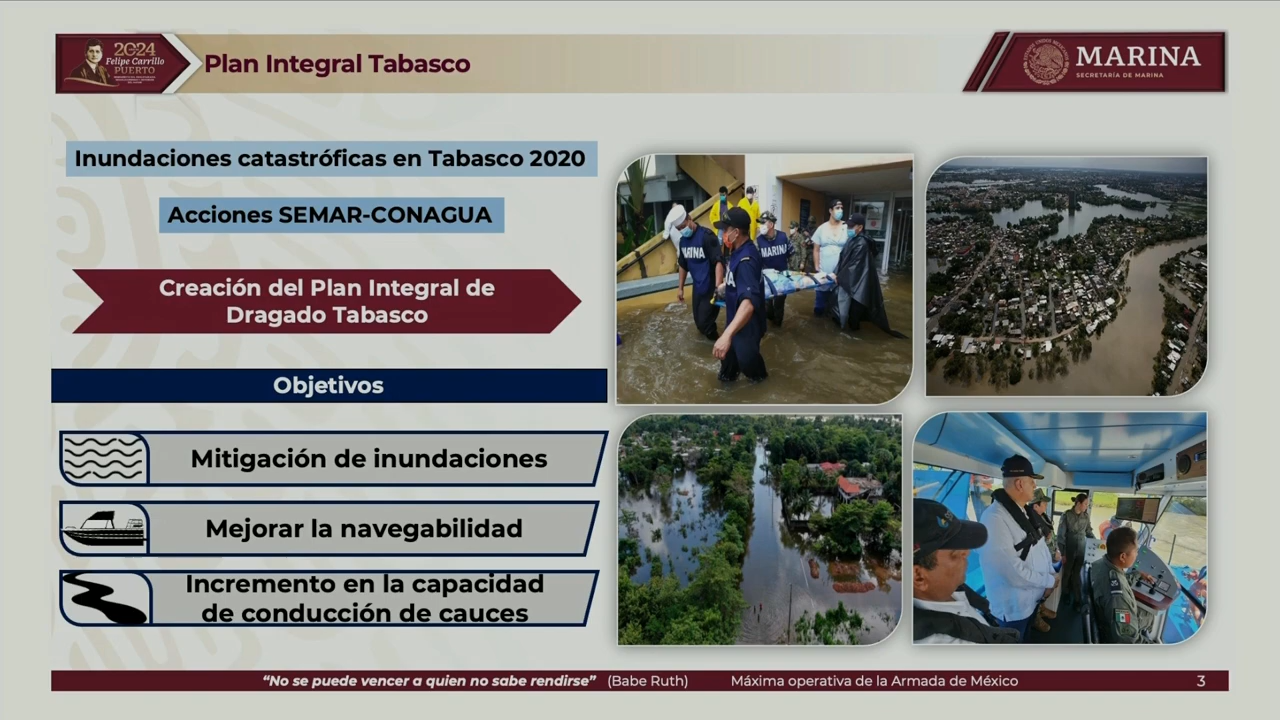 2024
Felipe Carrillo
PUERTO
Plan Integral Tabasco
MARINA
SECRETARÍA DE MARINA
Inundaciones catastróficas en Tabasco 2020
Acciones SEMAR-CONAGUA
Creación del Plan Integral de
Dragado Tabasco
Objetivos
Mitigación de inundaciones
Mejorar la navegabilidad
Incremento en la capacidad
de conducción de cauces
MARINA
MARINA
“No se puede vencer a quien no sabe rendirse” (Babe Ruth) Máxima operativa de la Armada de México 3